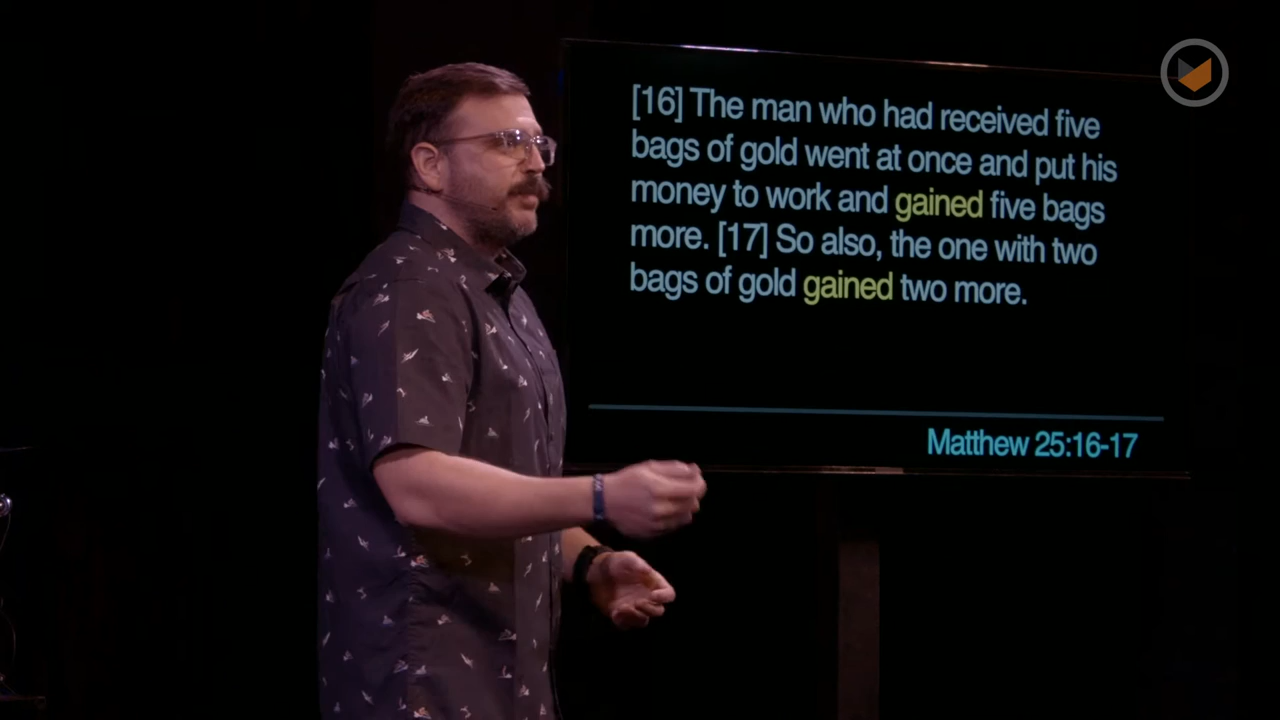 [16] The man who had received five
bags of gold went at once and put his
money to work and gained five bags
more. [17] So also, the one with two
bags of gold gained two more.
Matthew 25:16-17